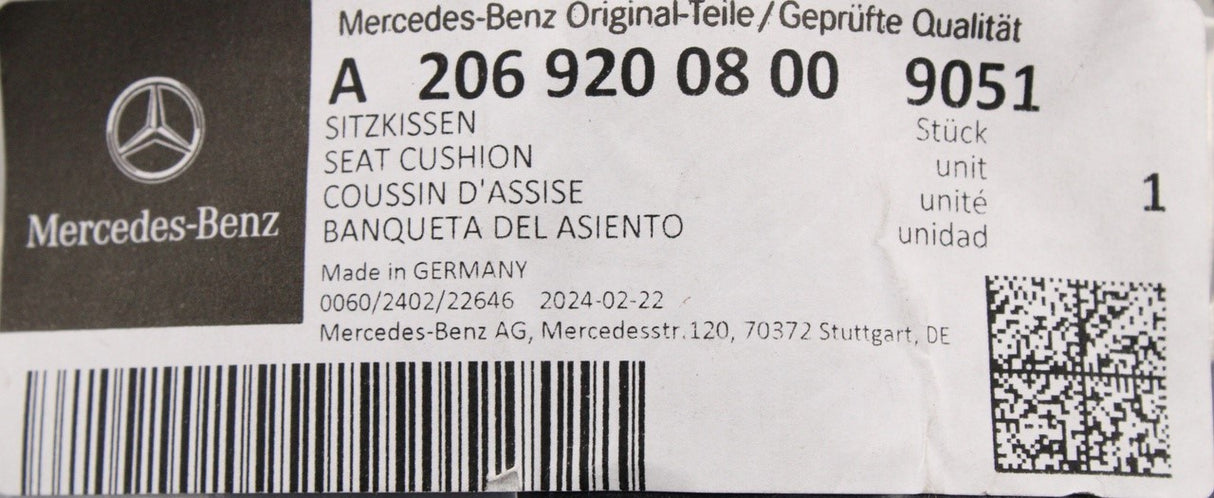 Mercedes-Benz
Mercedes-Benz Original-Teile/Geprüfte Qualität
A 206 920 08 00 9051
SITZKISSEN
SEAT CUSHION
COUSSIN D'ASSISE
BANQUETA DEL ASIENTO
Stück
unit
unité
unidad
1
Made in GERMANY
0060/2402/22646 2024-02-22
Mercedes-Benz AG, Mercedesstr.120, 70372 Stuttgart, DE